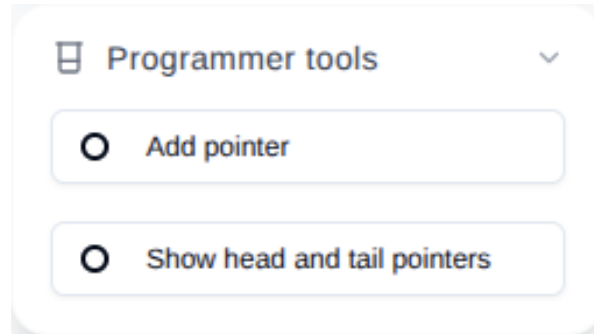 Programmer tools
Add pointer
Show head and tail pointers